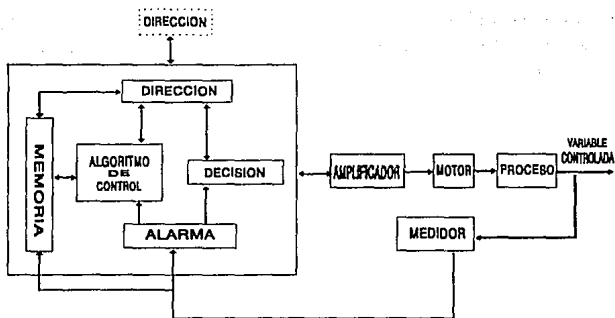 DIRECCION
DIRECCION
MEMORIA
ALGORITMO
DE
CONTROL
DECISION
ALARMA
AMPLIFICADOR
MOTOR
PROCESO
VARIABLE
CONTROLADA
MEDIDOR